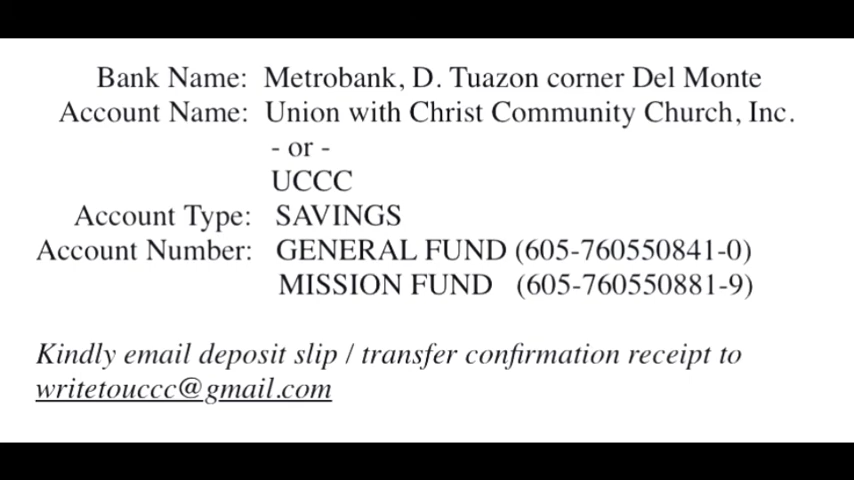 Bank Name: Metrobank, D. Tuazon corner Del Monte
Account Name: Union with Christ Community Church, Inc.
- or -
UCCC
Account Type: SAVINGS
Account Number: GENERAL FUND (605-760550841-0)
MISSION FUND (605-760550881-9)
Kindly email deposit slip / transfer confirmation receipt to
writetouccc@gmail.com